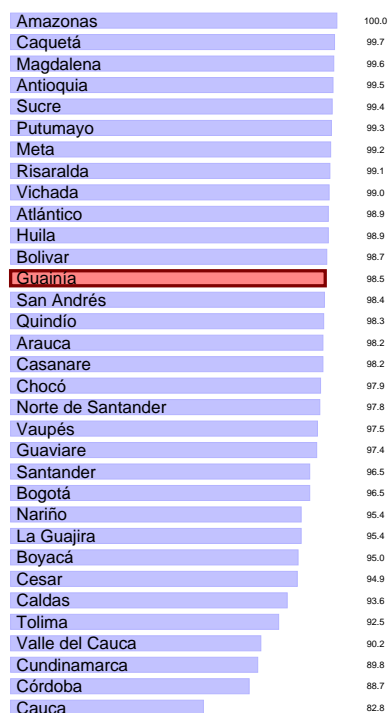 Amazonas 100.0
Caquetá 99.7
Magdalena 99.6
Antioquia 99.5
Sucre 99.4
Putumayo 99.3
Meta 99.2
Risaralda 99.1
Vichada 99.0
Atlántico 98.9
Huila 98.9
Bolivar 98.7
Guainía 98.5
San Andrés 98.4
Quindío 98.3
Arauca 98.2
Casanare 98.2
Chocó 97.9
Norte de Santander 97.8
Vaupés 97.5
Guaviare 97.4
Santander 96.5
Bogotá 96.5
Nariño 95.4
La Guajira 95.4
Boyacá 95.0
Cesar 94.9
Caldas 93.6
Tolima 92.5
Valle del Cauca 90.2
Cundinamarca 89.8
Córdoba 88.7
Cauca 82.8